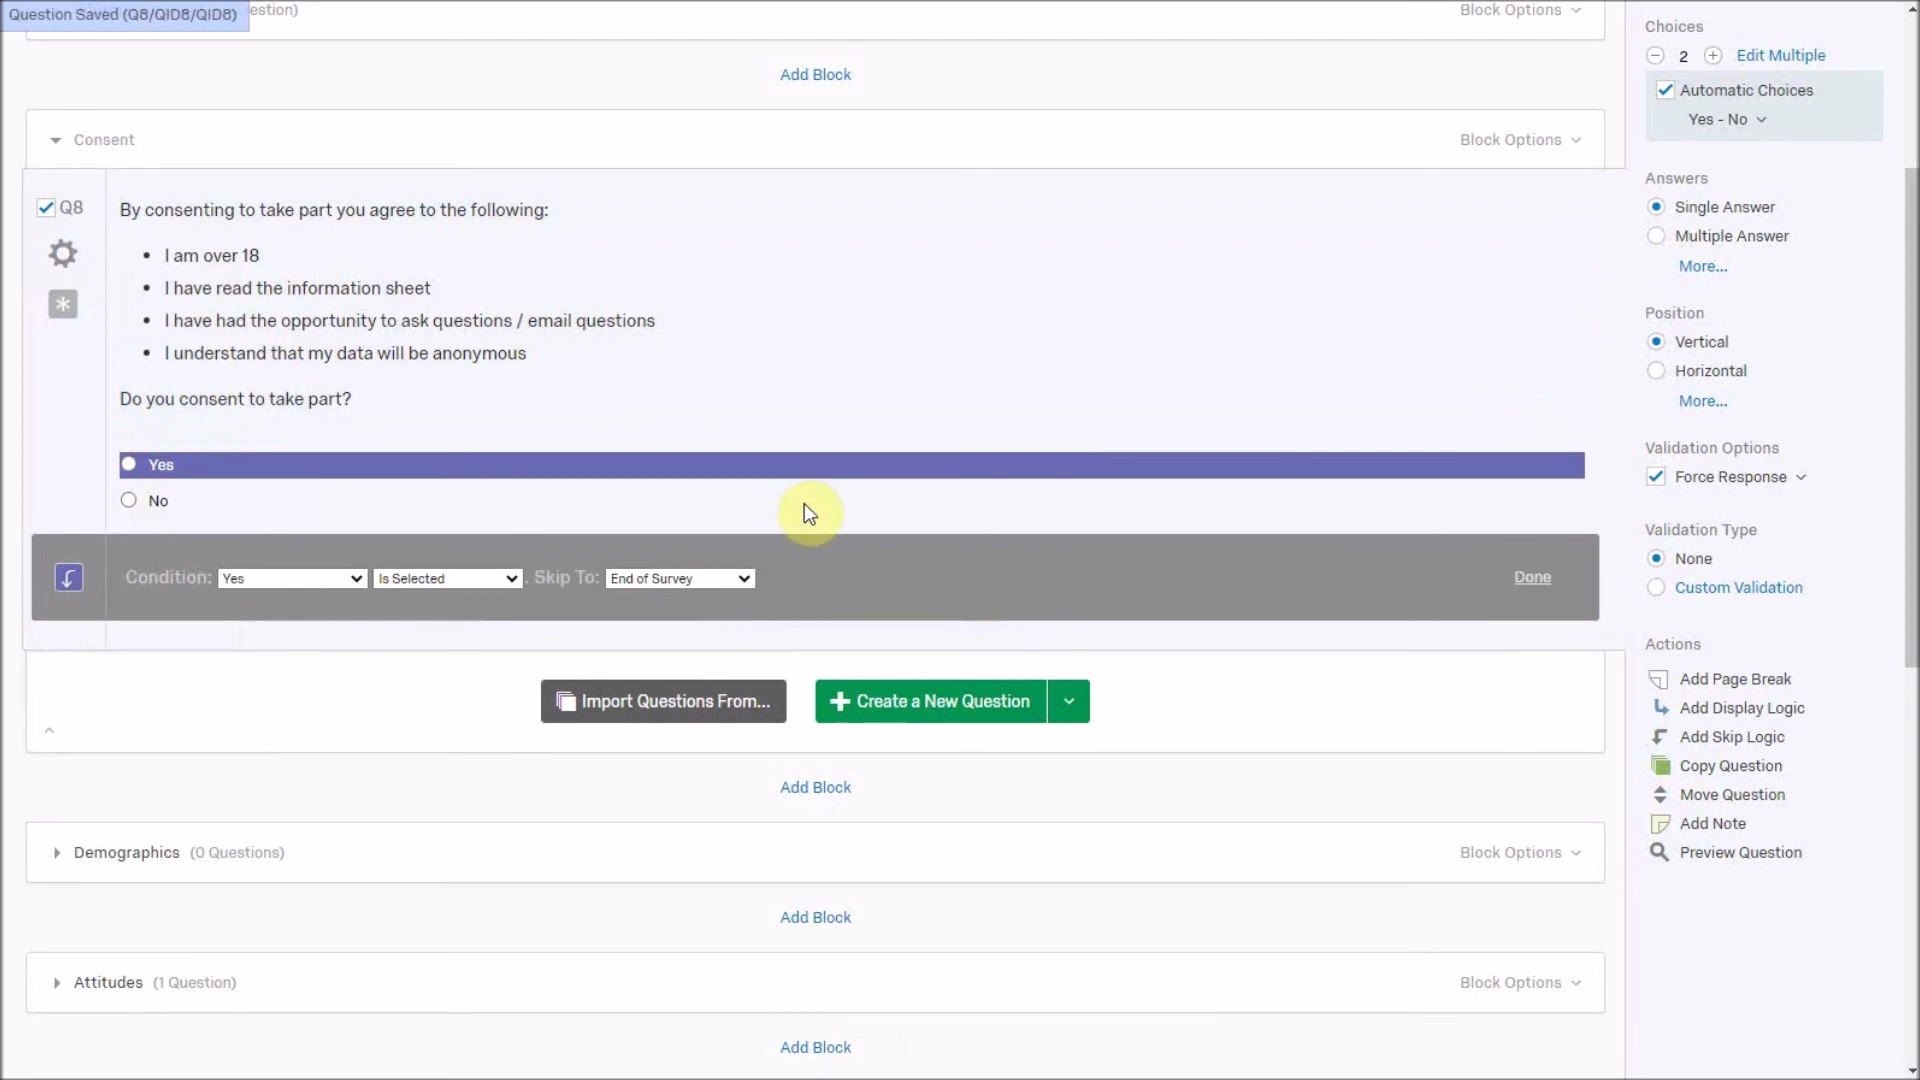 Question Saved (Q8/QID8/QID8)
estion)
Block Options
Add Block
Consent
Block Options
Q8
By consenting to take part you agree to the following:
• I am over 18
• I have read the information sheet
• I have had the opportunity to ask questions / email questions
• I understand that my data will be anonymous
Do you consent to take part?
Yes
No
Condition: Yes Is Selected . Skip To: End of Survey Done
Import Questions From...
Create a New Question
Add Block
Demographics (0 Questions)
Block Options
Add Block
Attitudes (1 Question)
Block Options
Add Block
Choices
2 Edit Multiple
Automatic Choices
Yes - No
Answers
Single Answer
Multiple Answer
More...
Position
Vertical
Horizontal
More...
Validation Options
Force Response
Validation Type
None
Custom Validation
Actions
Add Page Break
Add Display Logic
Add Skip Logic
Copy Question
Move Question
Add Note
Preview Question